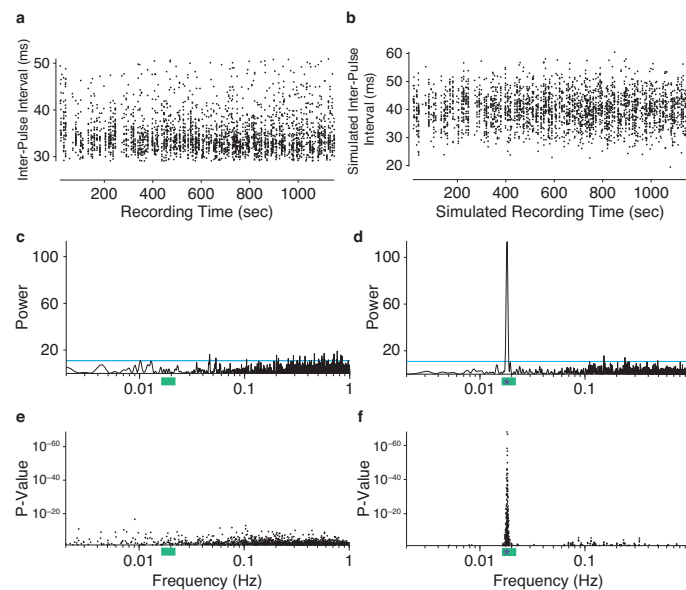 a
Inter-Pulse Interval (ms)
50
40
30
200 400 600 800 1000
Recording Time (sec)
b
Simulated Inter-Pulse
Interval (ms)
60
50
40
30
20
200 400 600 800 1000
Simulated Recording Time (sec)
c
Power
100
60
20
0.01 0.1 1
d
Power
100
60
20
*
0.01 0.1
e
P-Value
10⁻⁶⁰
10⁻⁴⁰
10⁻²⁰
0.01 0.1 1
Frequency (Hz)
f
P-Value
10⁻⁶⁰
10⁻⁴⁰
10⁻²⁰
*
0.01 0.1
Frequency (Hz)